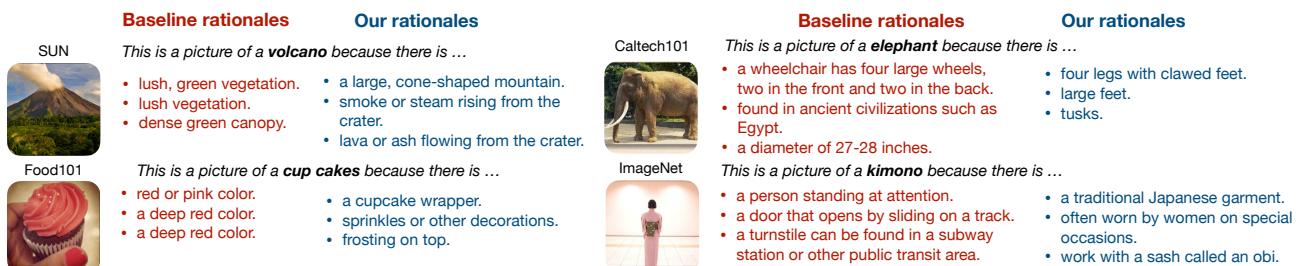 Baseline rationales
Our rationales
SUN
This is a picture of a volcano because there is …
• lush, green vegetation.
• lush vegetation.
• dense green canopy.
• a large, cone-shaped mountain.
• smoke or steam rising from the
crater.
• lava or ash flowing from the crater.
Food101
This is a picture of a cup cakes because there is …
• red or pink color.
• a deep red color.
• a deep red color.
• a cupcake wrapper.
• sprinkles or other decorations.
• frosting on top.
Baseline rationales
Our rationales
Caltech101
This is a picture of a elephant because there is …
• a wheelchair has four large wheels,
two in the front and two in the back.
• found in ancient civilizations such as
Egypt.
• a diameter of 27-28 inches.
• four legs with clawed feet.
• large feet.
• tusks.
ImageNet
This is a picture of a kimono because there is …
• a person standing at attention.
• a door that opens by sliding on a track.
• a turnstile can be found in a subway
station or other public transit area.
• a traditional Japanese garment.
• often worn by women on special
occasions.
• work with a sash called an obi.